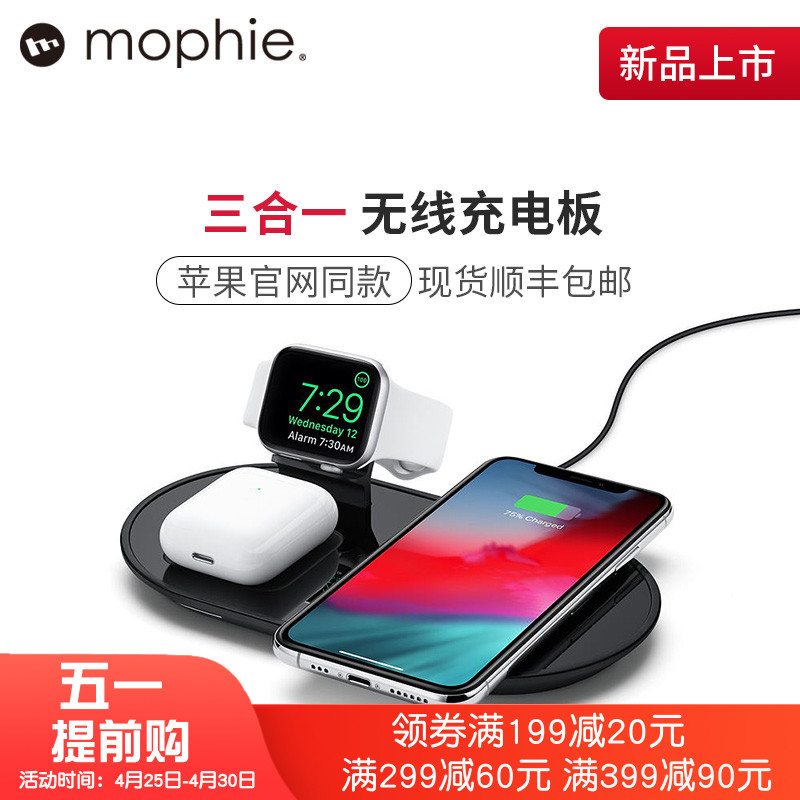 mophie®
新品上市
三合一 无线充电板
苹果官网同款 现货顺丰包邮
100
7:29
Wednesday 12
Alarm 7:30AM
75% Charged
五一
提前购
活动时间：4月25日-4月30日
领券满199减20元
满299减60元 满399减90元